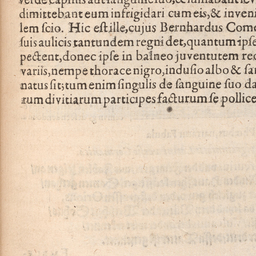 dimittebant eum infrigidari cum eis, & inveni
lem scio. Hic est ille, cujus Bernhardus Come
suis aulicis tantundem regni det, quantum ipse
pectent, donec ipse in balneo juventutem rec
variis, nempe thorace nigro, indusio albo & sa
natus sit; tum enim singulis de sanguine suo da
rum divitiarum participes facturum se pollice